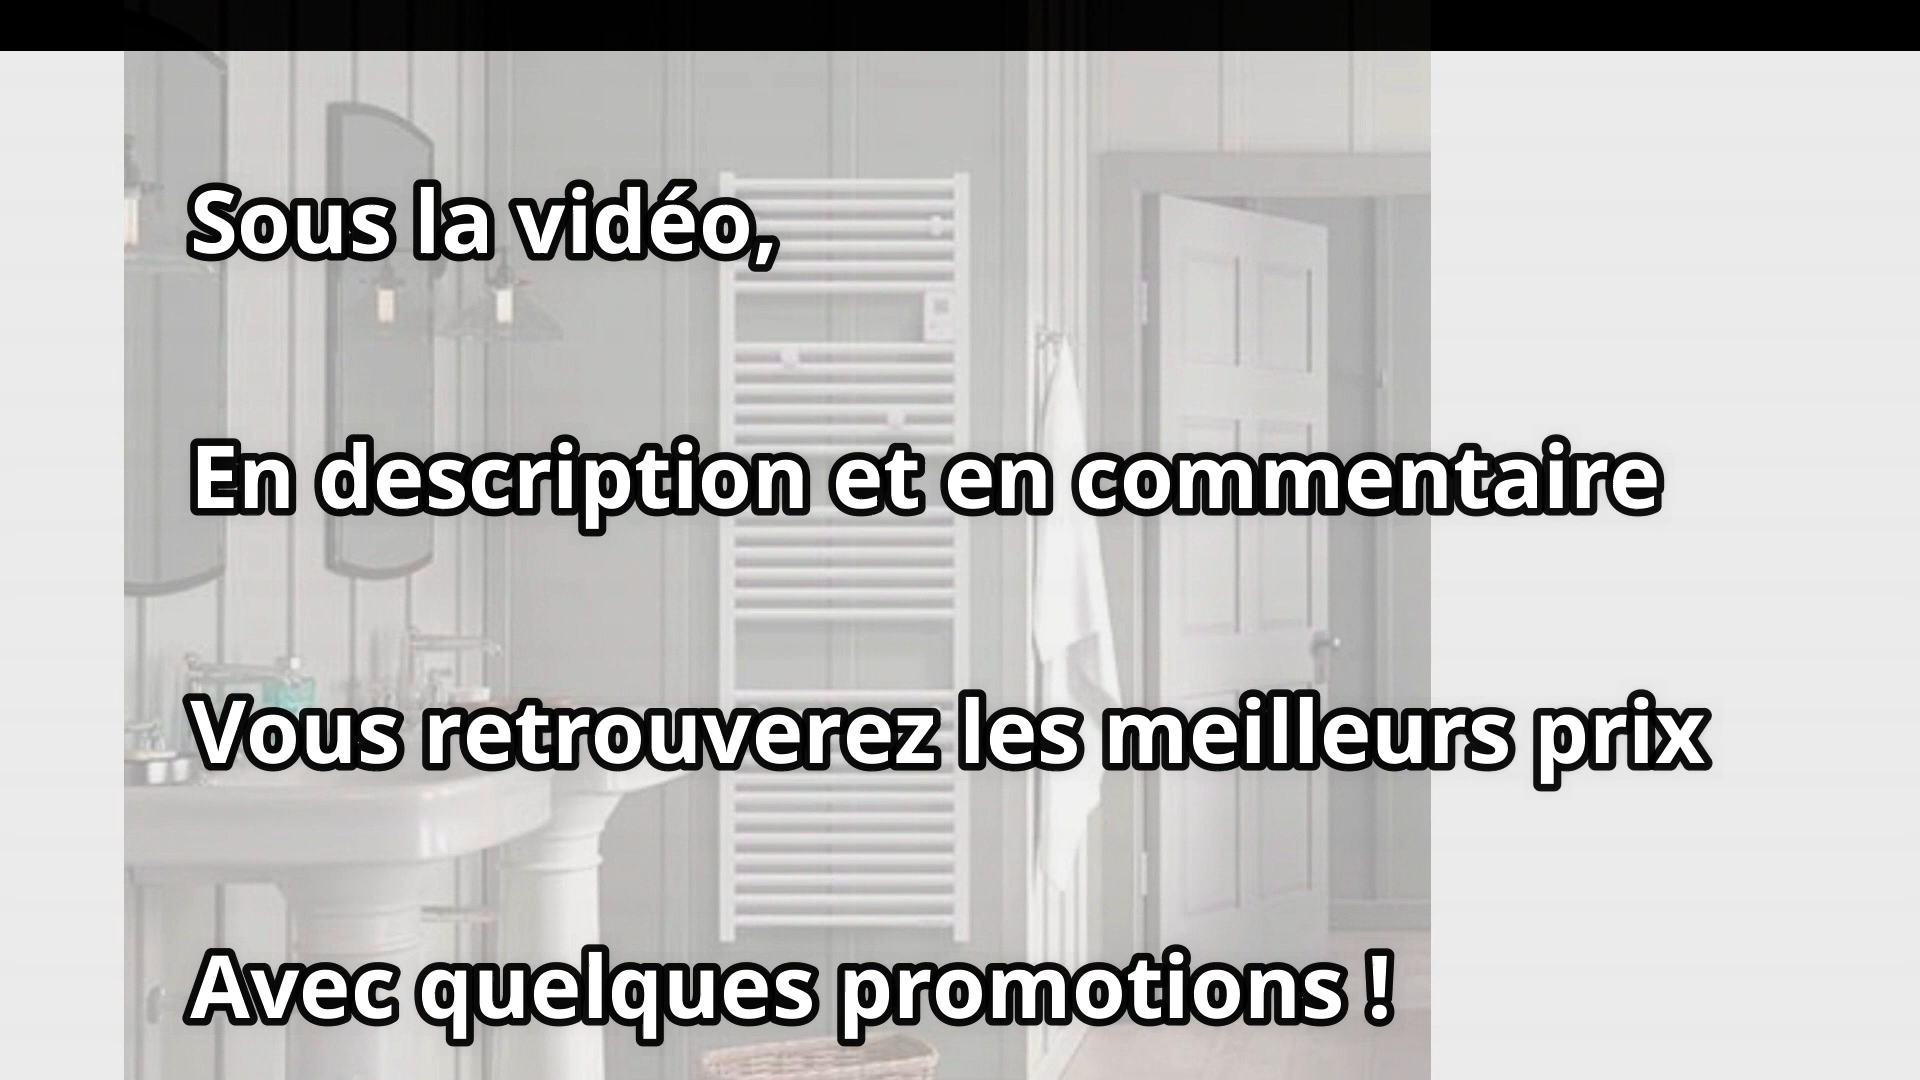 Sous la vidéo,
En description et en commentaire
Vous retrouverez les meilleurs prix
Avec quelques promotions !